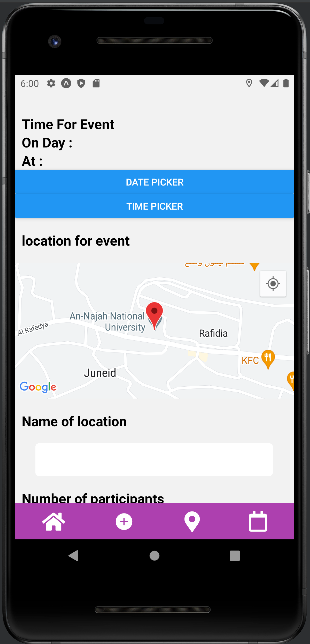 6:00
Time For Event
On Day :
At :
DATE PICKER
TIME PICKER
location for event
An-Najah National
University
Rafidia
KFC
Juneid
Google
Name of location
Number of participants